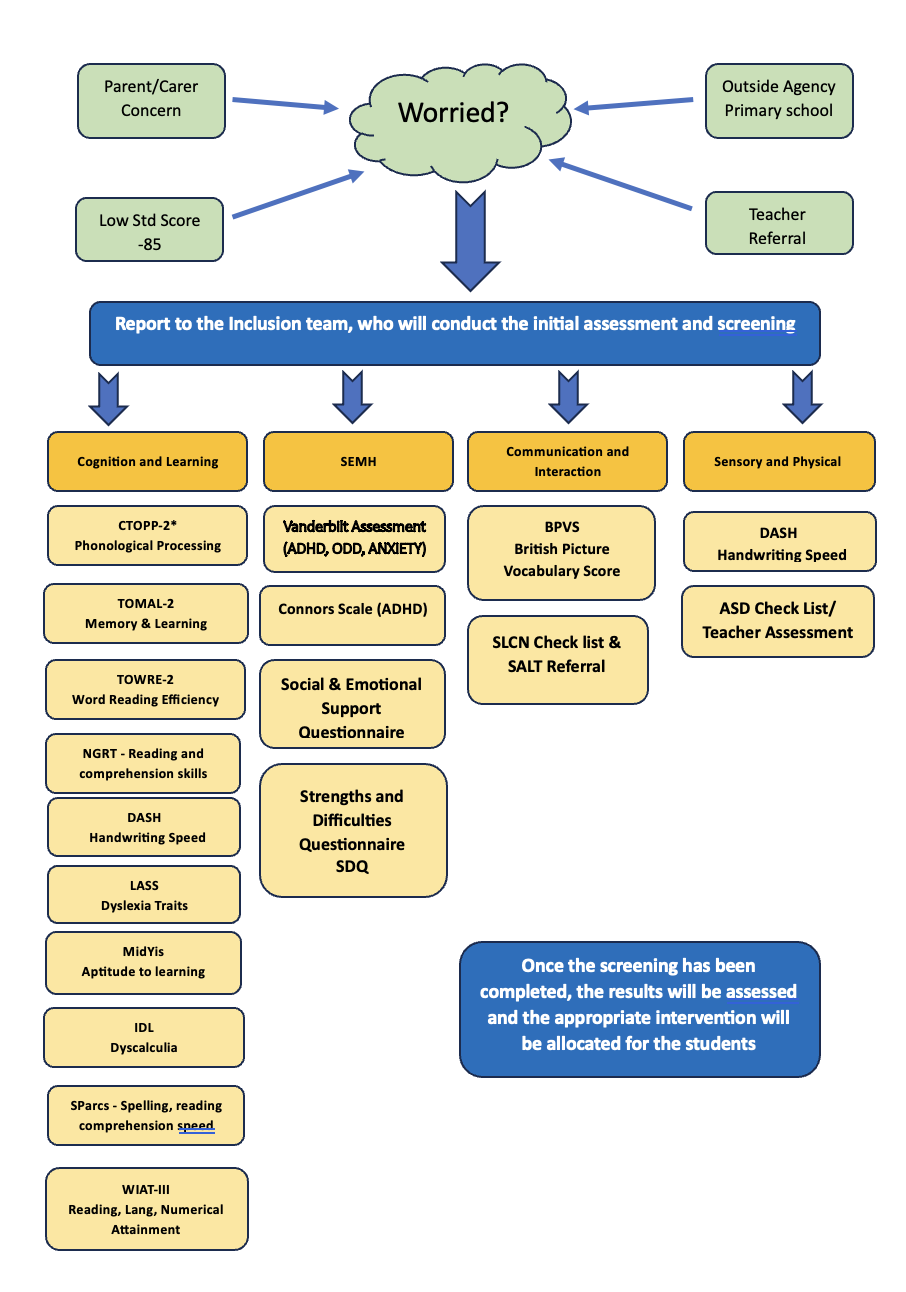 Parent/Carer
Concern
Worried?
Outside Agency
Primary school
Low Std Score
-85
Teacher
Referral
Report to the Inclusion team, who will conduct the initial assessment and screening
Cognition and Learning
SEMH
Communication and
Interaction
Sensory and Physical
CTOPP-2*
Phonological Processing
TOMAL-2
Memory & Learning
TOWRE-2
Word Reading Efficiency
NGRT - Reading and
comprehension skills
DASH
Handwriting Speed
LASS
Dyslexia Traits
MidYis
Aptitude to learning
IDL
Dyscalculia
SParcs - Spelling, reading
comprehension speed
WIAT-III
Reading, Lang, Numerical
Attainment
Vanderblit Assessment
(ADHD, ODD, ANXIETY)
Connors Scale (ADHD)
Social & Emotional
Support
Questionnaire
Strengths and
Difficulties
Questionnaire
SDQ
BPVS
British Picture
Vocabulary Score
SLCN Check list &
SALT Referral
DASH
Handwriting Speed
ASD Check List/
Teacher Assessment
Once the screening has been
completed, the results will be assessed
and the appropriate intervention will
be allocated for the students